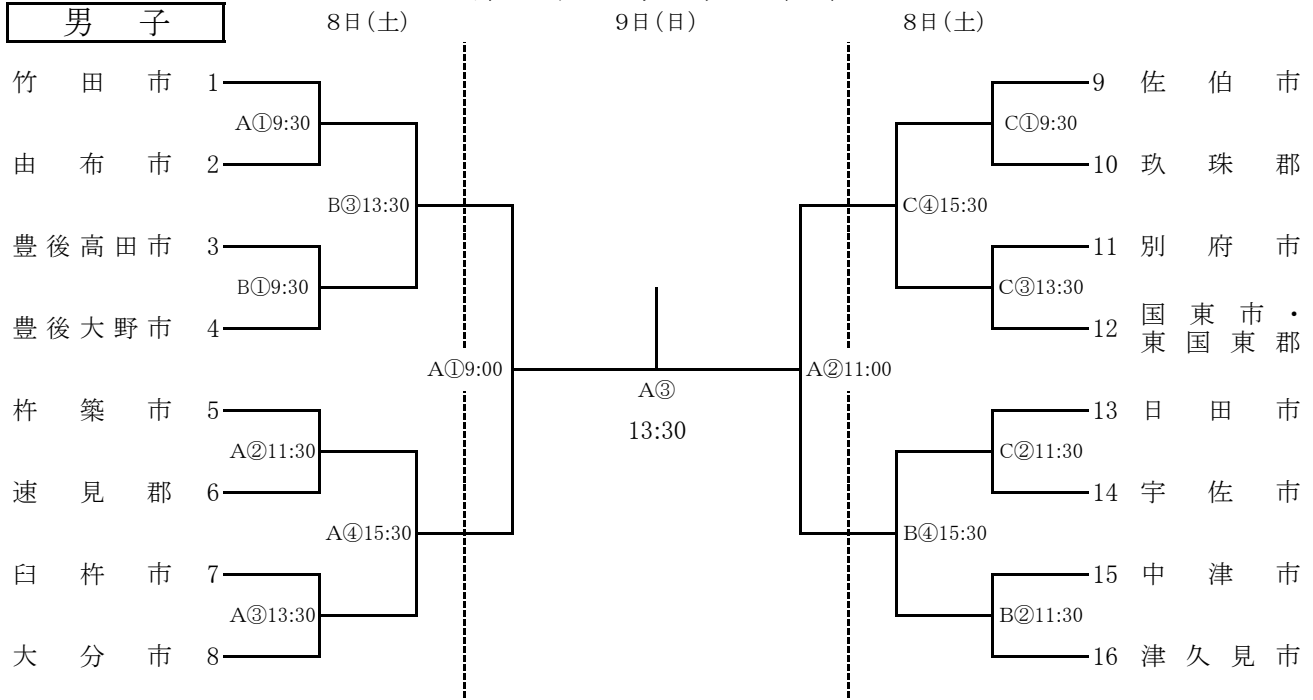 男子
8日(土) 9日(日) 8日(土)
竹田市 1
A①9:30
由布市 2
B③13:30
豊後高田市 3
B①9:30
豊後大野市 4
A①9:00
杵築市 5
A②11:30
速見郡 6
A④15:30
臼杵市 7
A③13:30
大分市 8
A③
13:30
9 佐伯市
C①9:30
10 玖珠郡
C④15:30
11 別府市
C③13:30
12 国東市・
東国東郡
A②11:00
13 日田市
C②11:30
14 宇佐市
B④15:30
15 中津市
B②11:30
16 津久見市